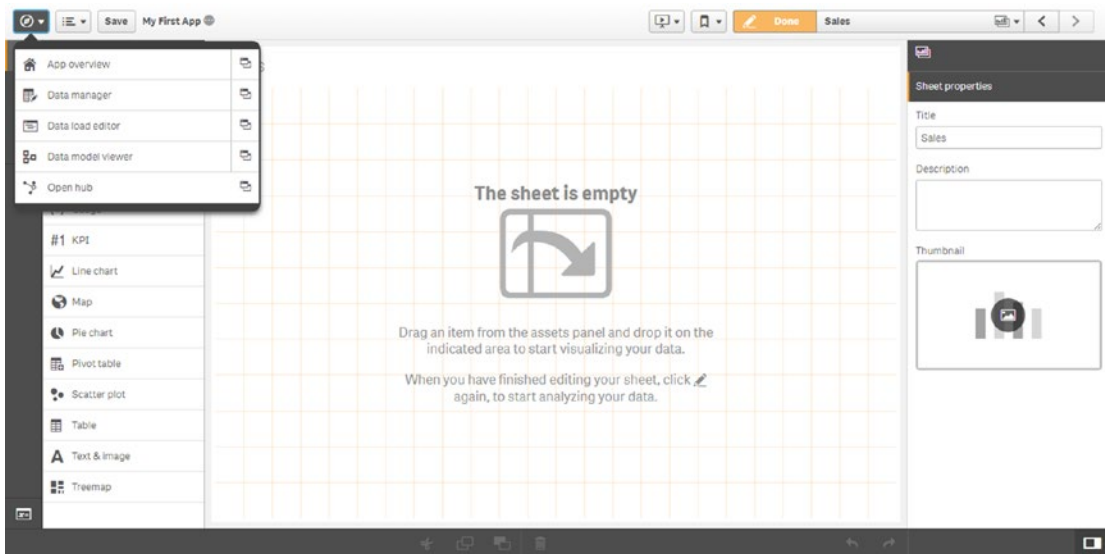 Save My First App Done Sales
App overview
Data manager
Data load editor
Data model viewer
Open hub
#1 KPI
Line chart
Map
Pie chart
Pivot table
Scatter plot
Table
A Text & image
Treemap
The sheet is empty
Drag an item from the assets panel and drop it on the
indicated area to start visualizing your data.
When you have finished editing your sheet, click
again, to start analyzing your data.
Sheet properties
Title
Sales
Description
Thumbnail